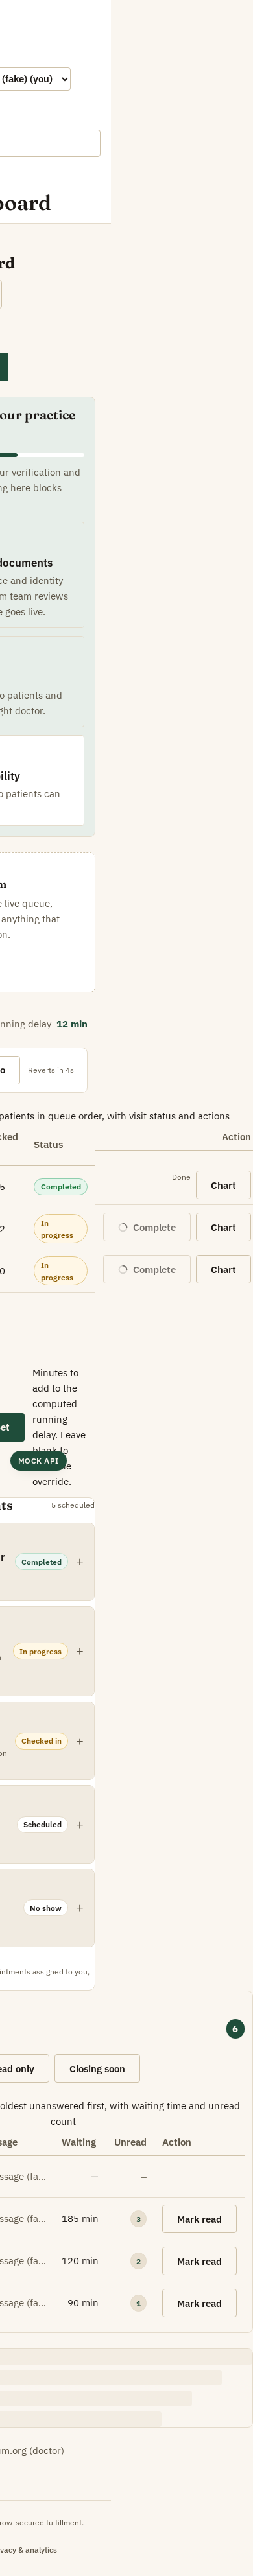 (fake) (you)
board
rd
our practice
ur verification and
ng here blocks
documents
ce and identity
m team reviews
e goes live.
o patients and
ght doctor.
bility
o patients can
m
e live queue,
anything that
on.
nning delay 12 min
o Reverts in 4s
patients in queue order, with visit status and actions
cked Status Action
5 Completed Done Chart
2 In progress Complete Chart
0 In progress Complete Chart
Minutes to
add to the
computed
running
et delay. Leave
blank to
MOCK API
override.
ts 5 scheduled
r Completed +
In progress +
Checked in +
on
Scheduled +
No show +
intments assigned to you,
6
ead only Closing soon
oldest unanswered first, with waiting time and unread
count
sage Waiting Unread Action
ssage (fa... — –
ssage (fa... 185 min 3 Mark read
ssage (fa... 120 min 2 Mark read
ssage (fa... 90 min 1 Mark read
um.org (doctor)
row-secured fulfillment.
vacy & analytics